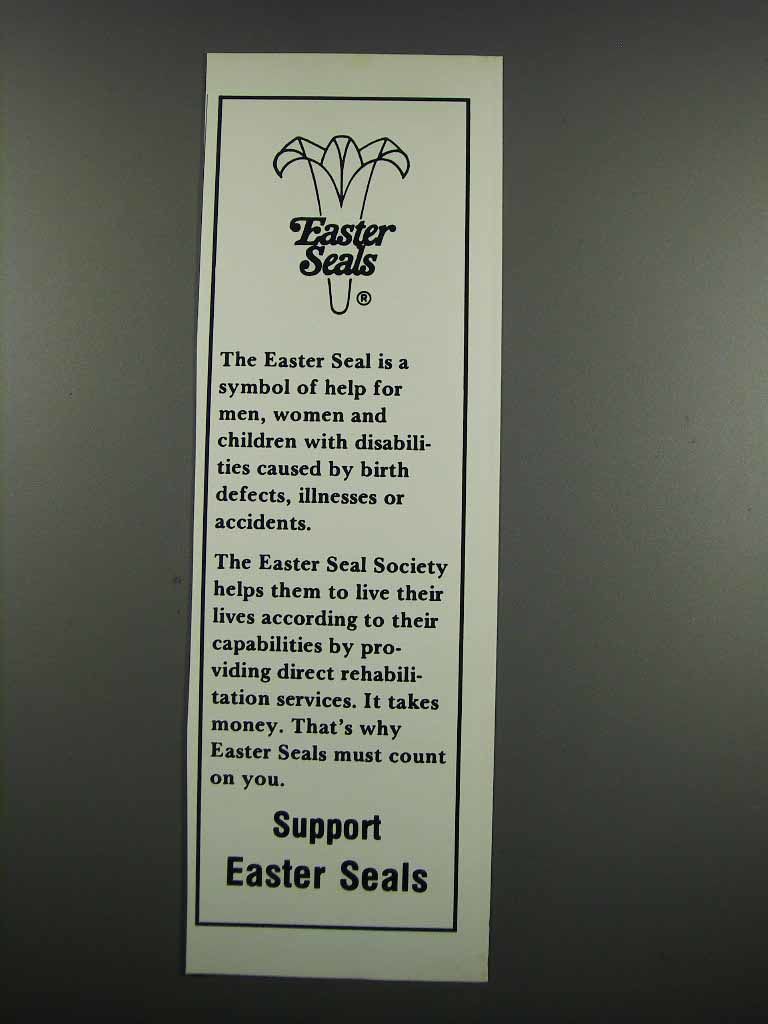 Easter
Seals
®
The Easter Seal is a
symbol of help for
men, women and
children with disabili-
ties caused by birth
defects, illnesses or
accidents.
The Easter Seal Society
helps them to live their
lives according to their
capabilities by pro-
viding direct rehabili-
tation services. It takes
money. That's why
Easter Seals must count
on you.
Support
Easter Seals